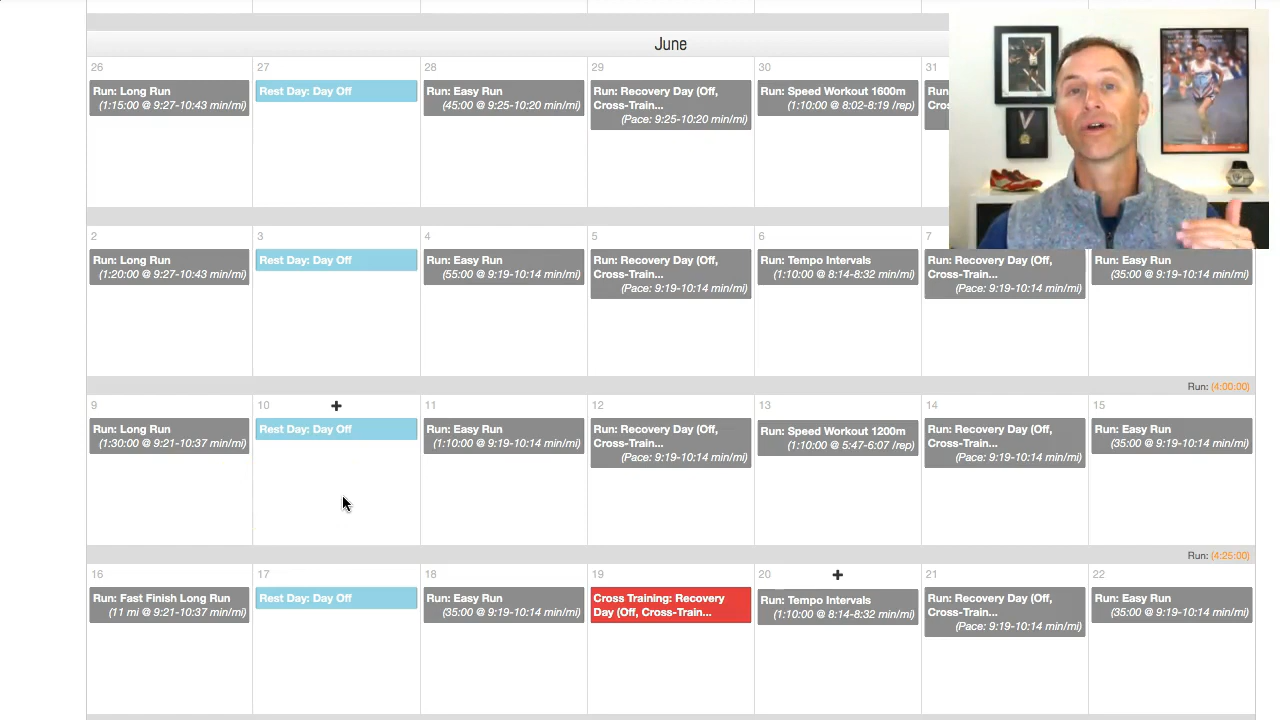 June
26
27
28
29
30
31
Run: Long Run
(1:15:00 @ 9:27-10:43 min/mi)
Rest Day: Day Off
Run: Easy Run
(45:00 @ 9:25-10:20 min/mi)
Run: Recovery Day (Off,
Cross-Train...
(Pace: 9:25-10:20 min/mi)
Run: Speed Workout 1600m
(1:10:00 @ 8:02-8:19 /rep)
Run:
2
3
4
5
6
7
Run: Long Run
(1:20:00 @ 9:27-10:43 min/mi)
Rest Day: Day Off
Run: Easy Run
(55:00 @ 9:19-10:14 min/mi)
Run: Recovery Day (Off,
Cross-Train...
(Pace: 9:19-10:14 min/mi)
Run: Tempo Intervals
(1:10:00 @ 8:14-8:32 min/mi)
Run: Recovery Day (Off,
Cross-Train...
(Pace: 9:19-10:14 min/mi)
Run: Easy Run
(35:00 @ 9:19-10:14 min/mi)
Run: (4:00:00)
9
10
11
12
13
14
15
Run: Long Run
(1:30:00 @ 9:21-10:37 min/mi)
Rest Day: Day Off
Run: Easy Run
(1:10:00 @ 9:19-10:14 min/mi)
Run: Recovery Day (Off,
Cross-Train...
(Pace: 9:19-10:14 min/mi)
Run: Speed Workout 1200m
(1:10:00 @ 5:47-6:07 /rep)
Run: Recovery Day (Off,
Cross-Train...
(Pace: 9:19-10:14 min/mi)
Run: Easy Run
(35:00 @ 9:19-10:14 min/mi)
Run: (4:25:00)
16
17
18
19
20
21
22
Run: Fast Finish Long Run
(11 mi @ 9:21-10:37 min/mi)
Rest Day: Day Off
Run: Easy Run
(35:00 @ 9:19-10:14 min/mi)
Cross Training: Recovery
Day (Off, Cross-Train...
Run: Tempo Intervals
(1:10:00 @ 8:14-8:32 min/mi)
Run: Recovery Day (Off,
Cross-Train...
(Pace: 9:19-10:14 min/mi)
Run: Easy Run
(35:00 @ 9:19-10:14 min/mi)